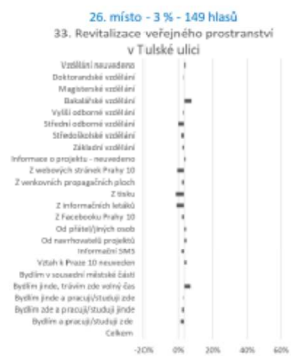 26. místo - 3 % - 149 hlasů
33. Revitalizace veřejného prostranství
v Tulské ulici
Vzdělání neuvedeno
Doktorandské vzdělání
Magisterské vzdělání
Bakalářské vzdělání
Vyšší odborné vzdělání
Střední odborné vzdělání
Středoškolské vzdělání
Základní vzdělání
Informace o projektu - neuvedeno
Z webových stránek Prahy 10
Z venkovních propagačních ploch
Z tisku
Z informačních letáků
Z Facebooku Prahy 10
Od přátel/jiných osob
Od navrhovatelů projektů
Informační SMS
Vztah k Praze 10 neuveden
Bydlím v sousední městské části
Bydlím jinde, trávím zde volný čas
Bydlím jinde a pracuji/studuji zde
Bydlím zde a pracuji/studuji jinde
Bydlím a pracuji/studuji zde
Celkem
-20% 0% 20% 40% 60%